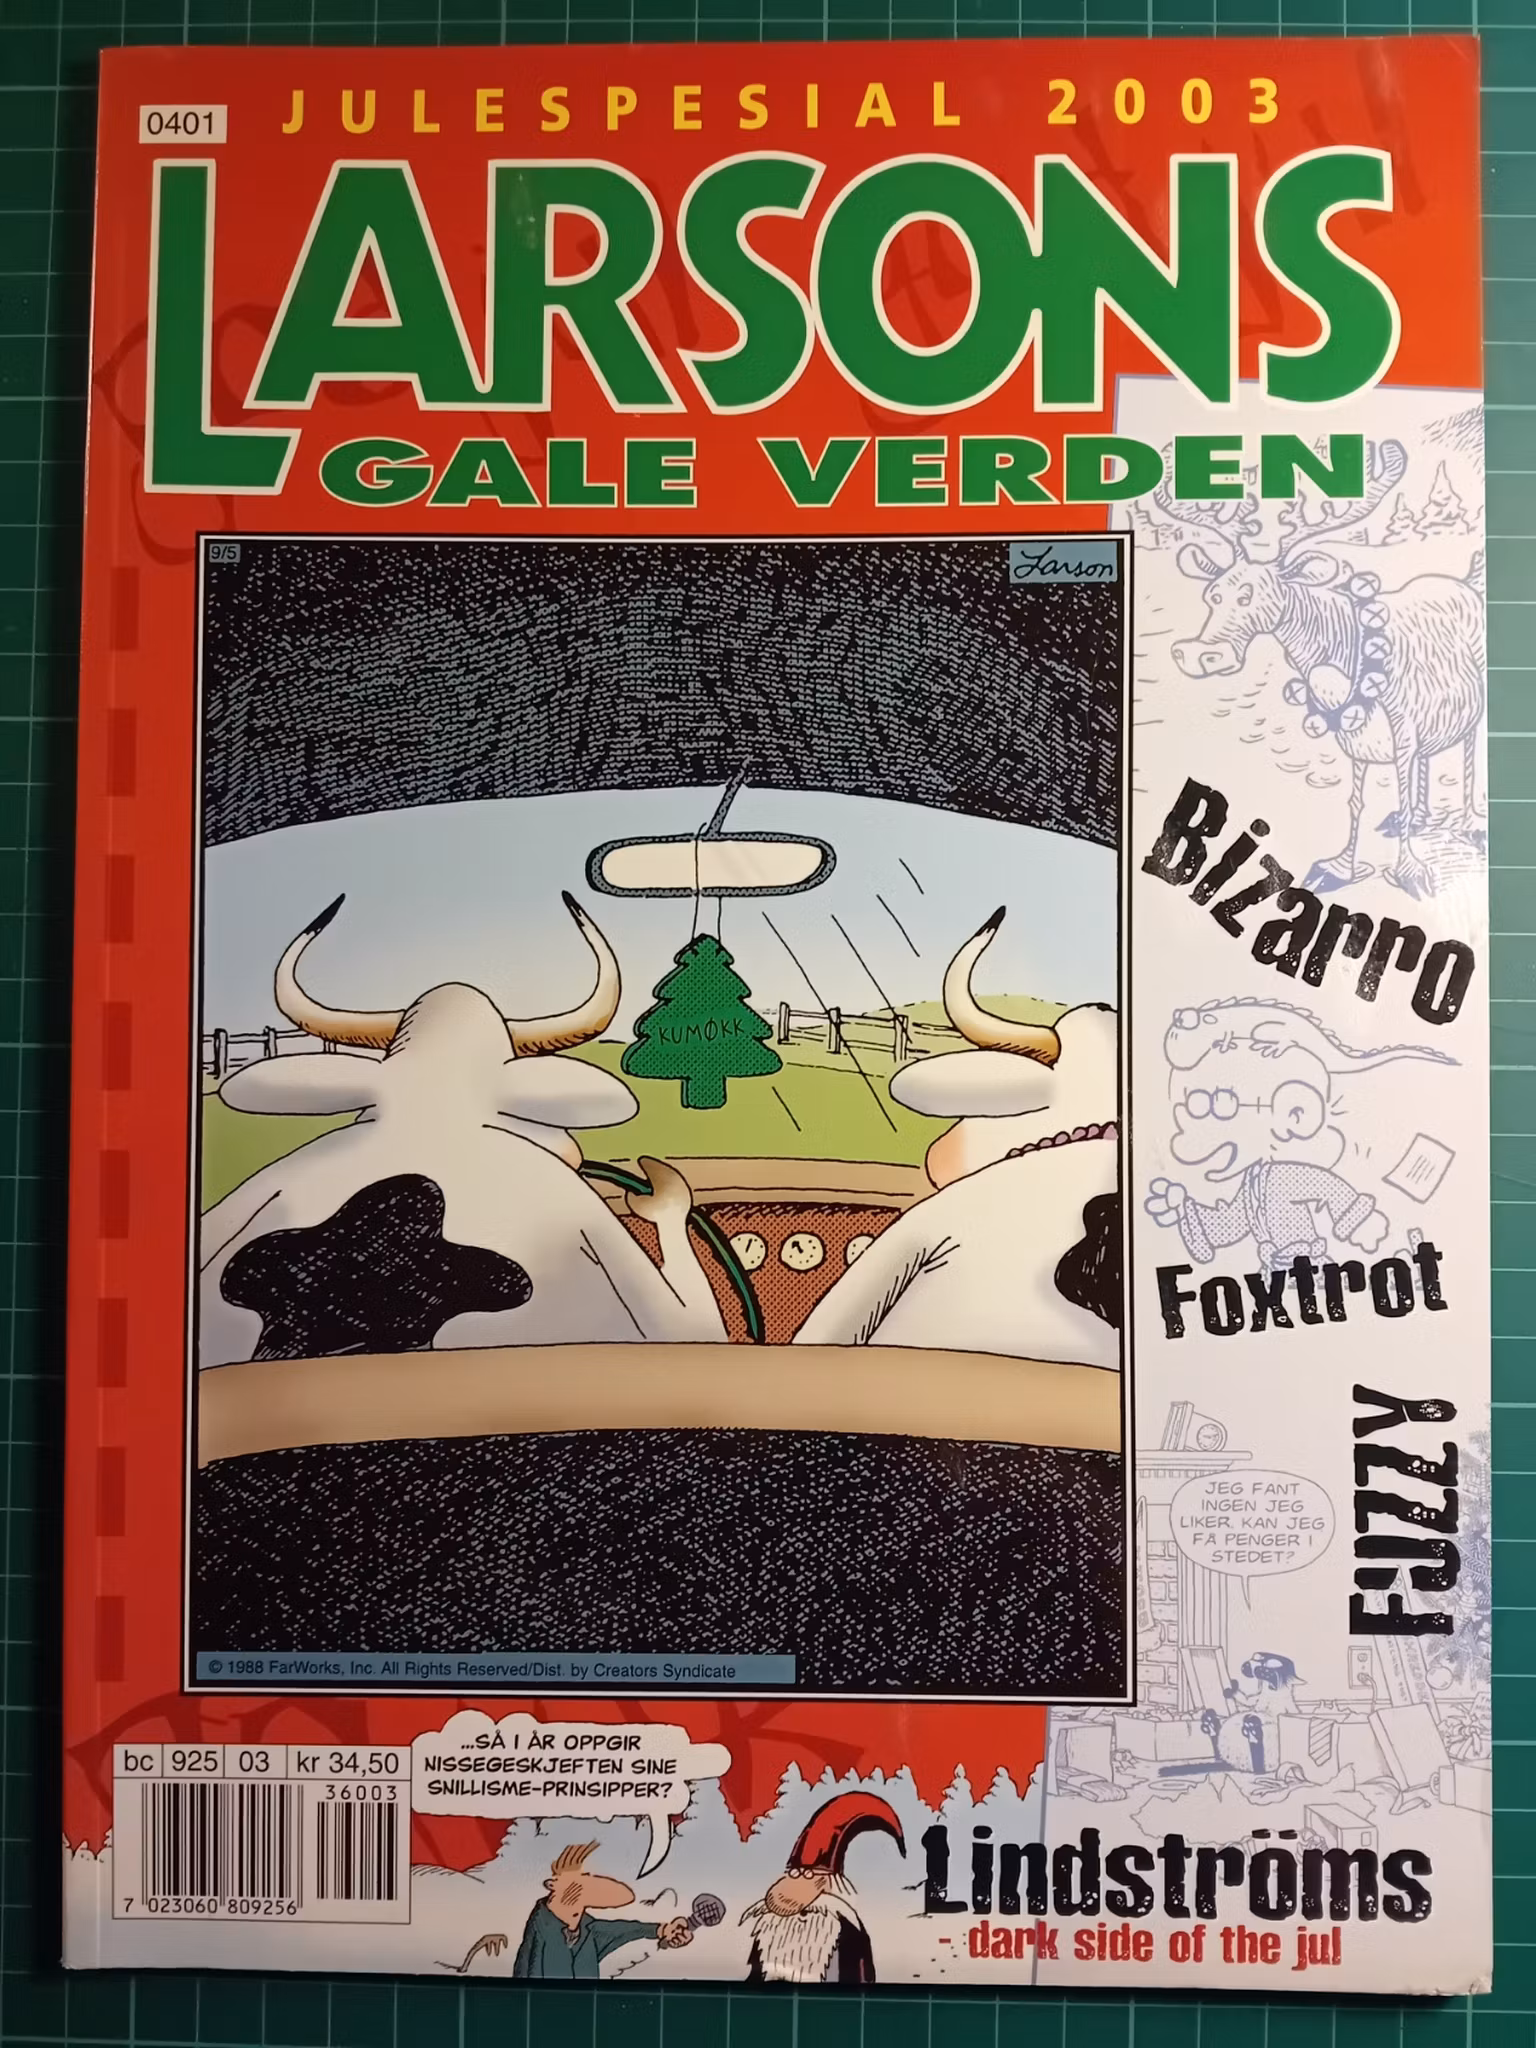 JULESPESIAL 2003
0401
LARSONS
GALE VERDEN
9/5
Larson
KUMØKK
Bizarro
Foxtrot
FUZZY
JEG FANT
INGEN JEG
LIKER. KAN JEG
FÅ PENGER I
STEDET?
© 1988 FarWorks, Inc. All Rights Reserved/Dist. by Creators Syndicate
bc 925 03 kr 34,50
36003
7 023060 809256
...SÅ I ÅR OPPGIR
NISSEGESKJEFTEN SINE
SNILLISME-PRINSIPPER?
Lindströms
- dark side of the jul